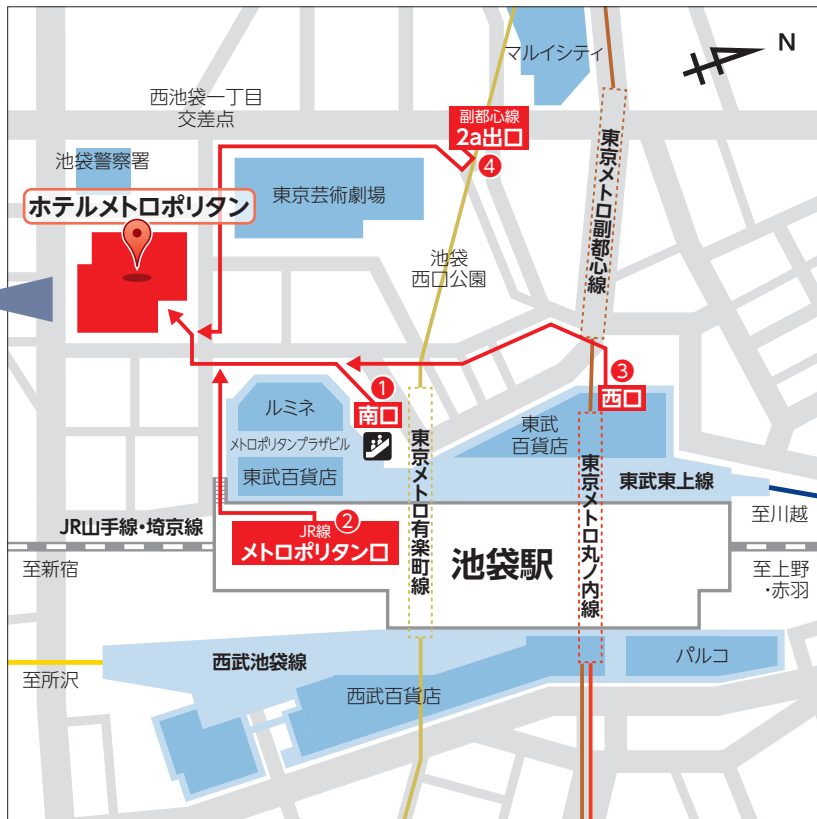 N
マルイシティ
西池袋一丁目
交差点
副都心線
2a出口
4
池袋警察署
東京芸術劇場
ホテルメトロポリタン
東京メトロ副都心線
池袋
西口公園
1
南口
3
西口
ルミネ
メトロポリタンプラザビル
東武百貨店
東武
百貨店
東京メトロ有楽町線
東京メトロ丸ノ内線
東武東上線
至川越
JR山手線・埼京線
至新宿
2
JR線
メトロポリタン口
池袋駅
至上野
・赤羽
西武池袋線
至所沢
西武百貨店
パルコ